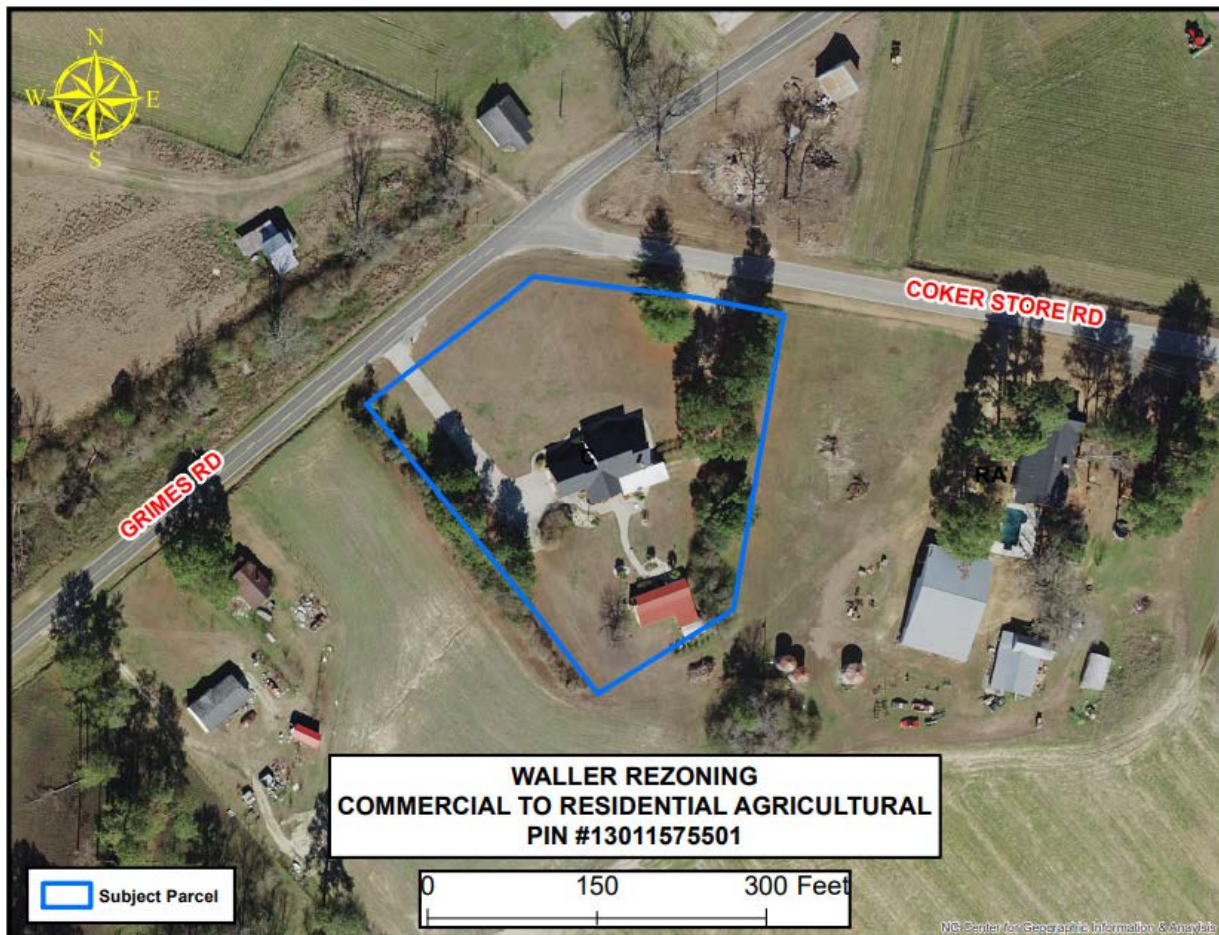 N
W E
S
COKER STORE RD
GRIMES RD
C
RA
WALLER REZONING
COMMERCIAL TO RESIDENTIAL AGRICULTURAL
PIN #13011575501
Subject Parcel
0 150 300 Feet
NC Center for Geographic Information & Anaylsis